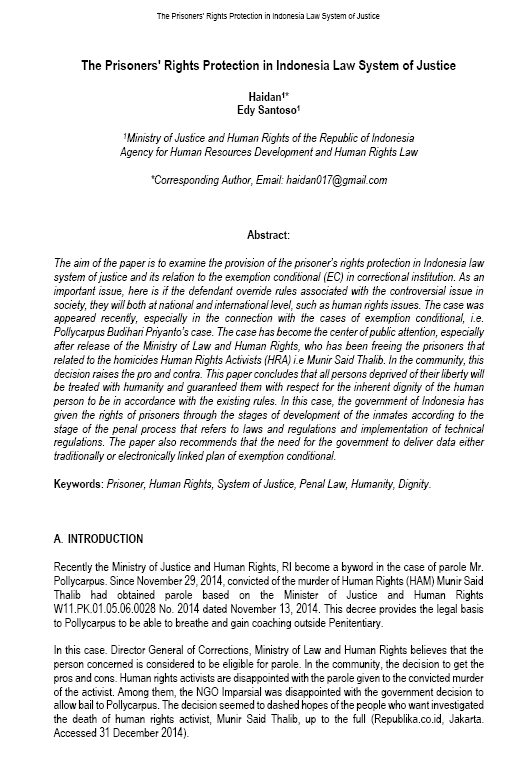 The Prisoners' Rights Protection in Indonesia Law System of Justice
The Prisoners' Rights Protection in Indonesia Law System of Justice
Haidan¹*
Edy Santoso¹
¹Ministry of Justice and Human Rights of the Republic of Indonesia
Agency for Human Resources Development and Human Rights Law
*Corresponding Author, Email: haidan017@gmail.com
Abstract:
The aim of the paper is to examine the provision of the prisoner's rights protection in Indonesia law
system of justice and its relation to the exemption conditional (EC) in correctional institution. As an
important issue, here is if the defendant override rules associated with the controversial issue in
society, they will both at national and international level, such as human rights issues. The case was
appeared recently, especially in the connection with the cases of exemption conditional, i.e.
Pollycarpus Budihari Priyanto's case. The case has become the center of public attention, especially
after release of the Ministry of Law and Human Rights, who has been freeing the prisoners that
related to the homicides Human Rights Activists (HRA) i.e Munir Said Thalib. In the community, this
decision raises the pro and contra. This paper concludes that all persons deprived of their liberty will
be treated with humanity and guaranteed them with respect for the inherent dignity of the human
person to be in accordance with the existing rules. In this case, the government of Indonesia has
given the rights of prisoners through the stages of development of the inmates according to the
stage of the penal process that refers to laws and regulations and implementation of technical
regulations. The paper also recommends that the need for the government to deliver data either
traditionally or electronically linked plan of exemption conditional.
Keywords: Prisoner, Human Rights, System of Justice, Penal Law, Humanity, Dignity.
A. INTRODUCTION
Recently the Ministry of Justice and Human Rights, RI become a byword in the case of parole Mr.
Pollycarpus. Since November 29, 2014, convicted of the murder of Human Rights (HAM) Munir Said
Thalib had obtained parole based on the Minister of Justice and Human Rights
W11.PK.01.05.06.0028 No. 2014 dated November 13, 2014. This decree provides the legal basis
to Pollycarpus to be able to breathe and gain coaching outside Penitentiary.
In this case. Director General of Corrections, Ministry of Law and Human Rights believes that the
person concerned is considered to be eligible for parole. In the community, the decision to get the
pros and cons. Human rights activists are disappointed with the parole given to the convicted murder
of the activist. Among them, the NGO Imparsial was disappointed with the government decision to
allow bail to Pollycarpus. The decision seemed to dashed hopes of the people who want investigated
the death of human rights activist, Munir Said Thalib, up to the full (Republika.co.id, Jakarta.
Accessed 31 December 2014).